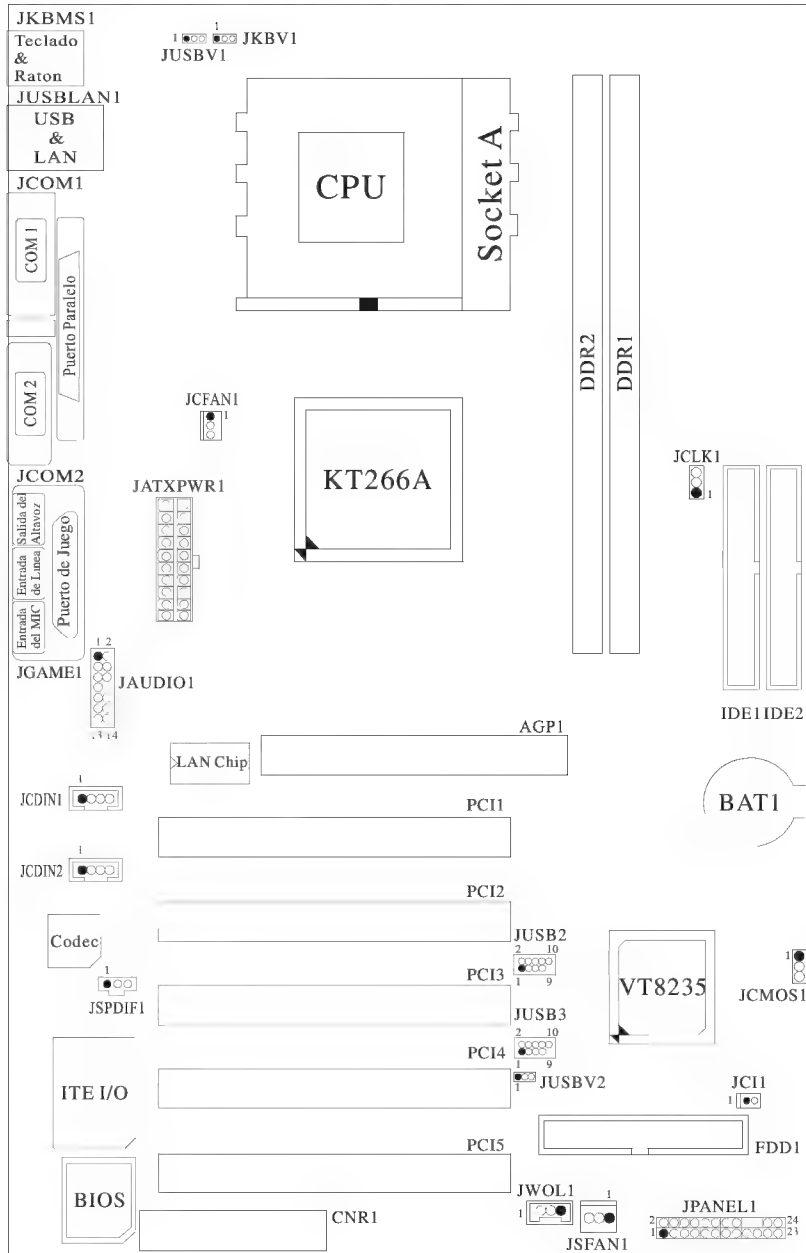 JKBMS1
Teclado
&
Raton
1
1
JKBV1
JUSBV1
JUSBLAN1
USB
&
LAN
JCOM1
COM 1
Puerto Paralelo
COM 2
JCOM2
CPU
Socket A
DDR2
DDR1
JCFAN1
1
KT266A
JCLK1
1
JATXPWR1
Salida del
Altavoz
Entrada
de Linea
Entrada
del MIC
Puerto de Juego
JGAME1
1 2
JAUDIO1
14
IDE1
IDE2
AGP1
LAN Chip
BAT1
1
JCDIN1
PCI1
1
JCDIN2
PCI2
Codec
JUSB2
2 10
1 9
VT8235
1
JCMOS1
1
JSPDIF1
PCI3
JUSB3
2 10
1 9
PCI4
1
JUSBV2
ITE I/O
JCI1
1
FDD1
PCI5
BIOS
CNR1
JWOL1
1
1
JSFAN1
JPANEL1
2 24
1 23